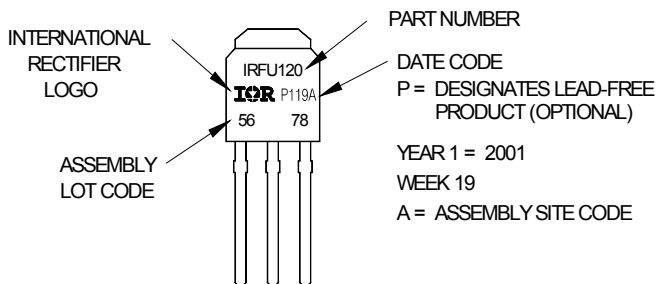 INTERNATIONAL
RECTIFIER
LOGO
ASSEMBLY
LOT CODE
IRFU120
IOR P119A
56 78
PART NUMBER
DATE CODE
P = DESIGNATES LEAD-FREE
PRODUCT (OPTIONAL)
YEAR 1 = 2001
WEEK 19
A = ASSEMBLY SITE CODE